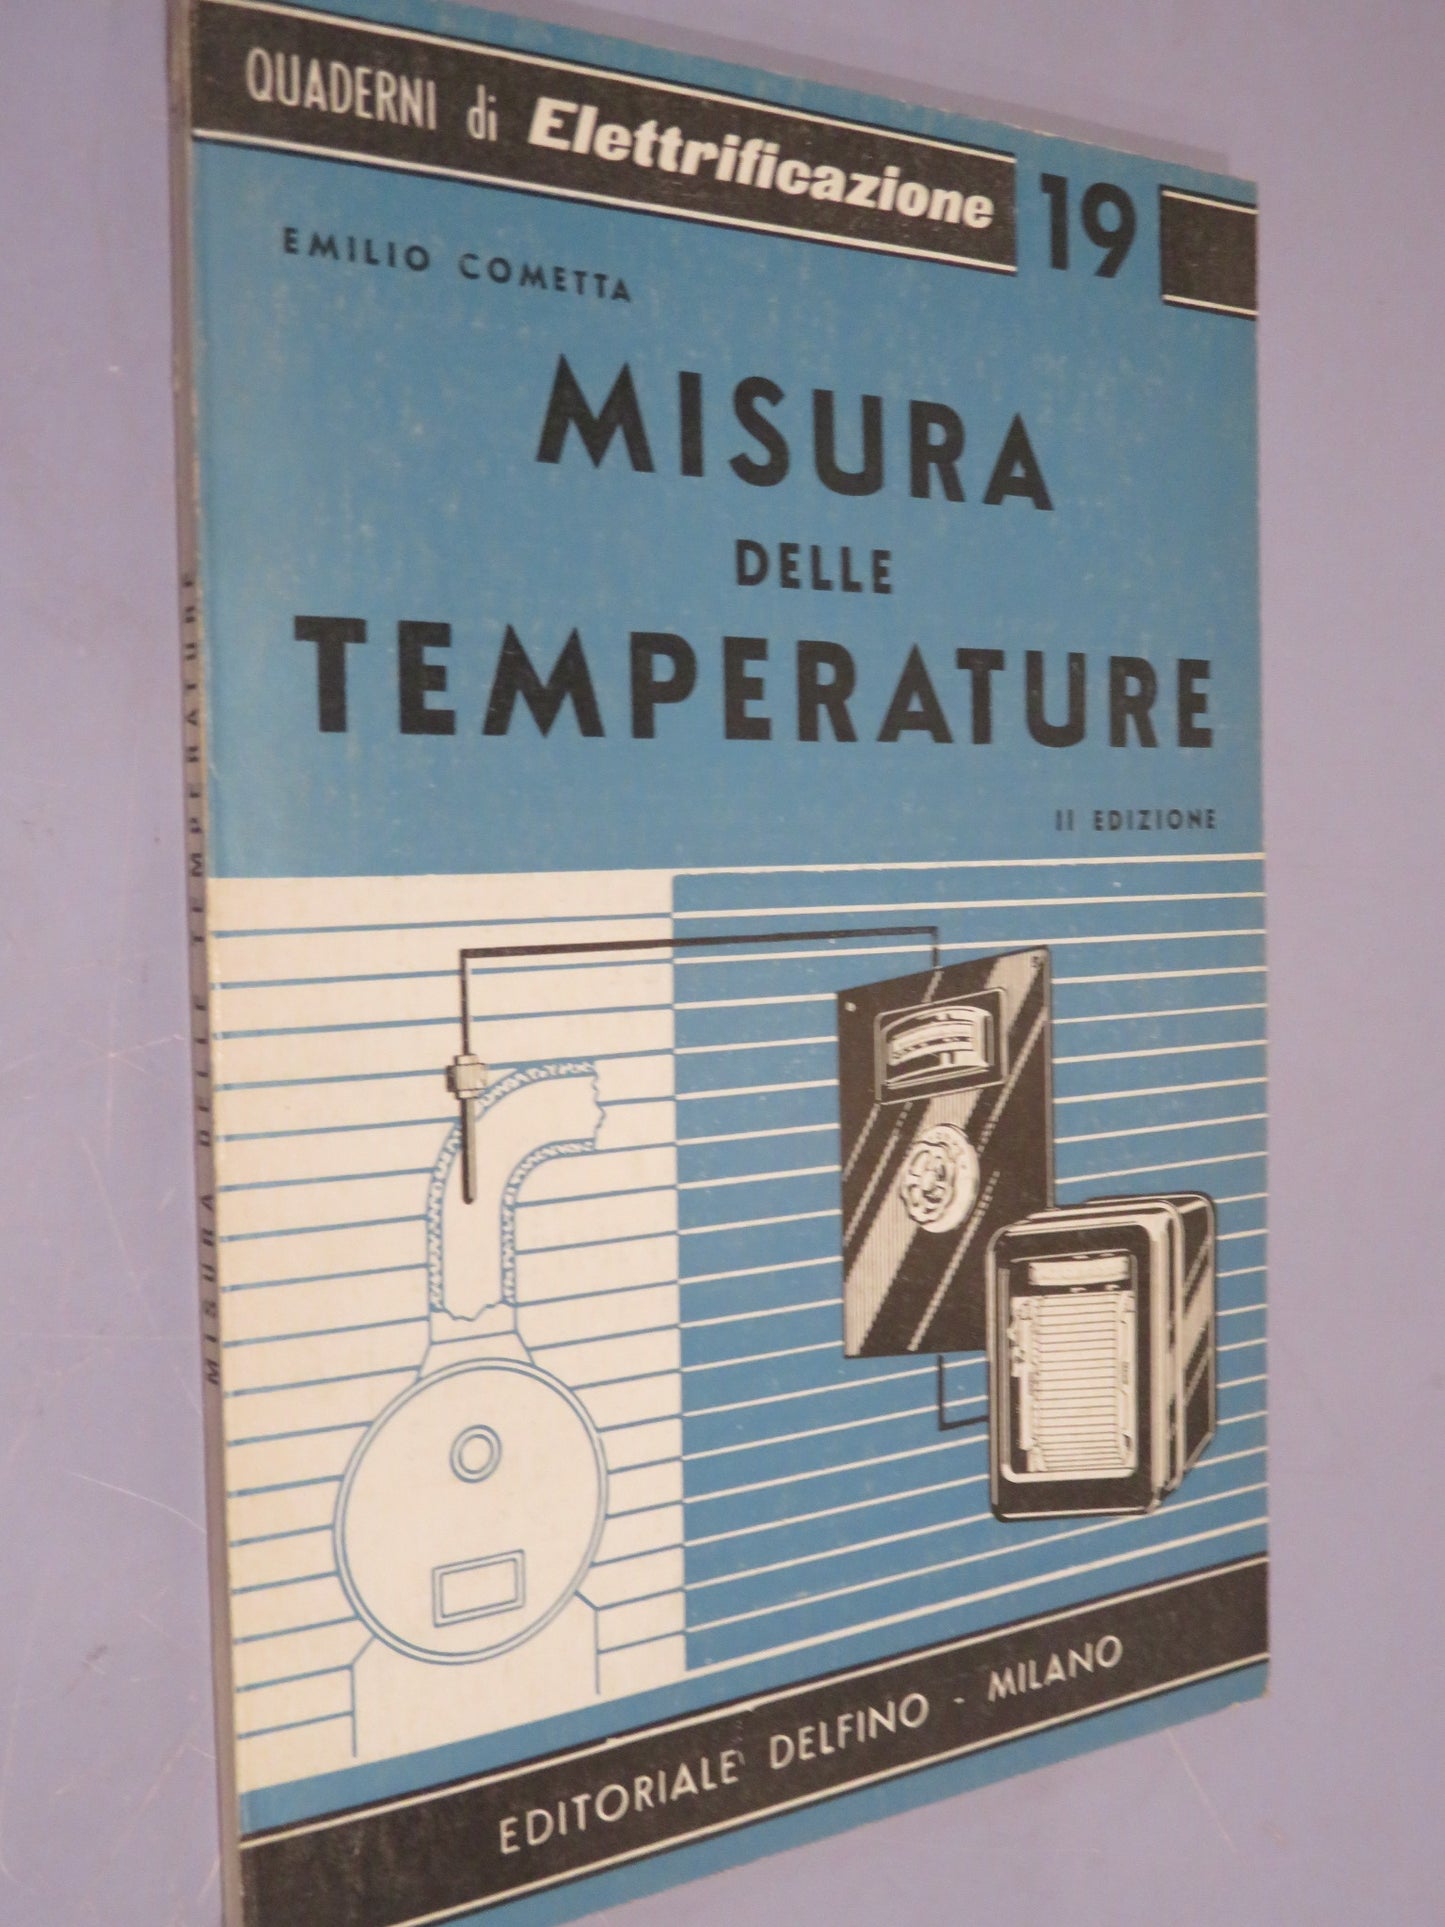 QUADERNI di Elettrificazione 19
EMILIO COMETTA
MISURA
DELLE
TEMPERATURE
II EDIZIONE
EDITORIALE DELFINO - MILANO
MISURA DELLE TEMPERATURE